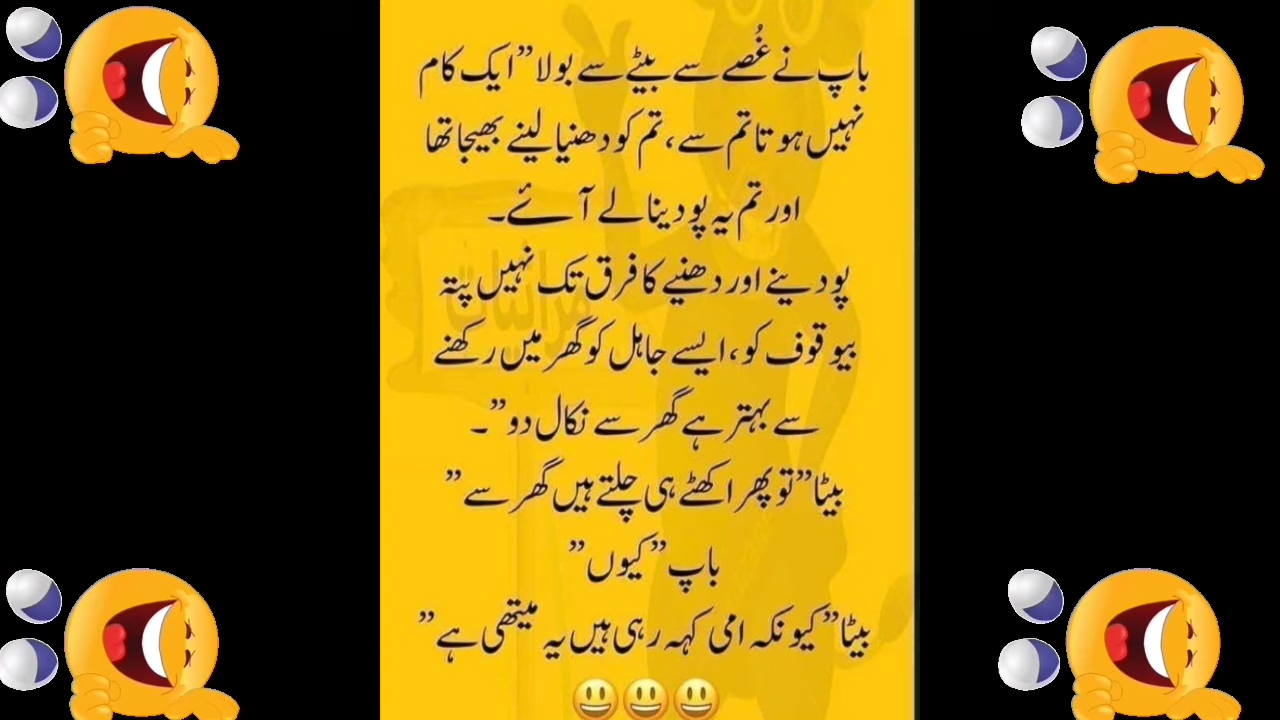 باپ نے غُصے سے بیٹے سے بولا” ایک کام
نہیں ہوتا تم سے، تم کو دھنیا لینے بھیجا تھا
اور تم یہ پودینا لے آئے۔
پودینے اور دھنیے کا فرق تک نہیں پتہ
بیوقوف کو، ایسے جاہل کو گھر میں رکھنے
سے بہتر ہے گھر سے نکال دو”۔
بیٹا”تو پھر اکھٹے ہی چلتے ہیں گھر سے”
باپ”کیوں”
بیٹا”کیونکہ امی کہہ رہی ہیں یہ میتھی ہے”